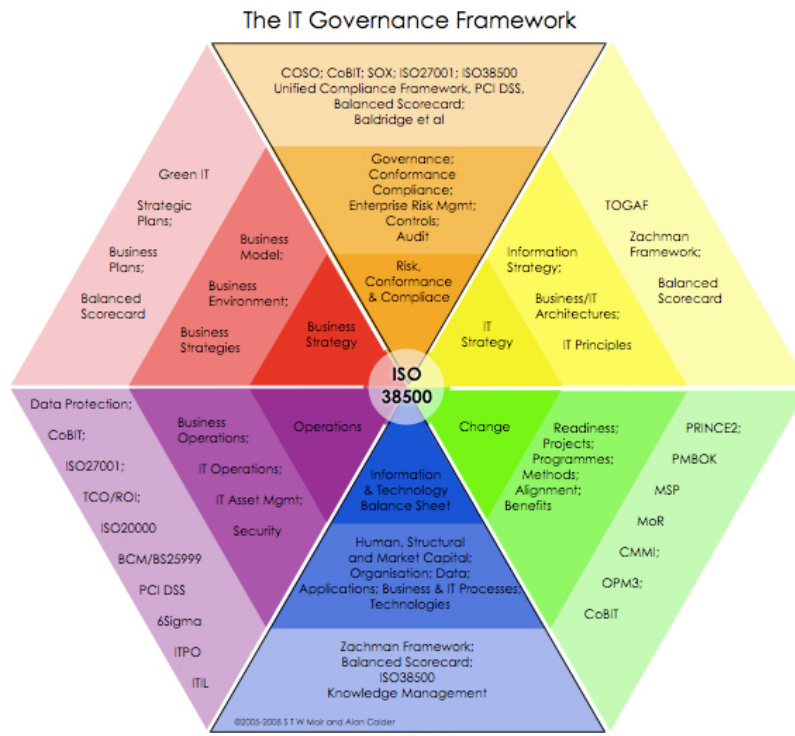 The IT Governance Framework
COSO; CoBIT; SOX; ISO27001; ISO38500
Unified Compliance Framework, PCI DSS,
Balanced Scorecard;
Baldridge et al
Governance;
Conformance
Compliance;
Enterprise Risk Mgmt;
Controls;
Audit
Risk,
Conformance
& Compliace
Green IT
Strategic
Plans;
Business
Plans;
Balanced
Scorecard
Business
Model;
Business
Environment;
Business
Strategies
Business
Strategy
IT
Strategy
Information
Strategy;
Business/IT
Architectures;
IT Principles
TOGAF
Zachman
Framework;
Balanced
Scorecard
ISO
38500
Data Protection;
CoBIT;
ISO27001;
TCO/ROI;
ISO20000
BCM/BS25999
PCI DSS
6Sigma
ITPO
ITIL
Business
Operations;
IT Operations;
IT Asset Mgmt;
Security
Operations
Information
& Technology
Balance Sheet
Human, Structural
and Market Capital;
Organisation; Data;
Applications; Business & IT Processes;
Technologies
Zachman Framework;
Balanced Scorecard;
ISO38500
Knowledge Management
©2005-2008 S T W Moir and Alan Calder
Change
Readiness;
Projects;
Programmes;
Methods;
Alignment;
Benefits
PRINCE2;
PMBOK
MSP
MoR
CMMI;
OPM3;
CoBIT